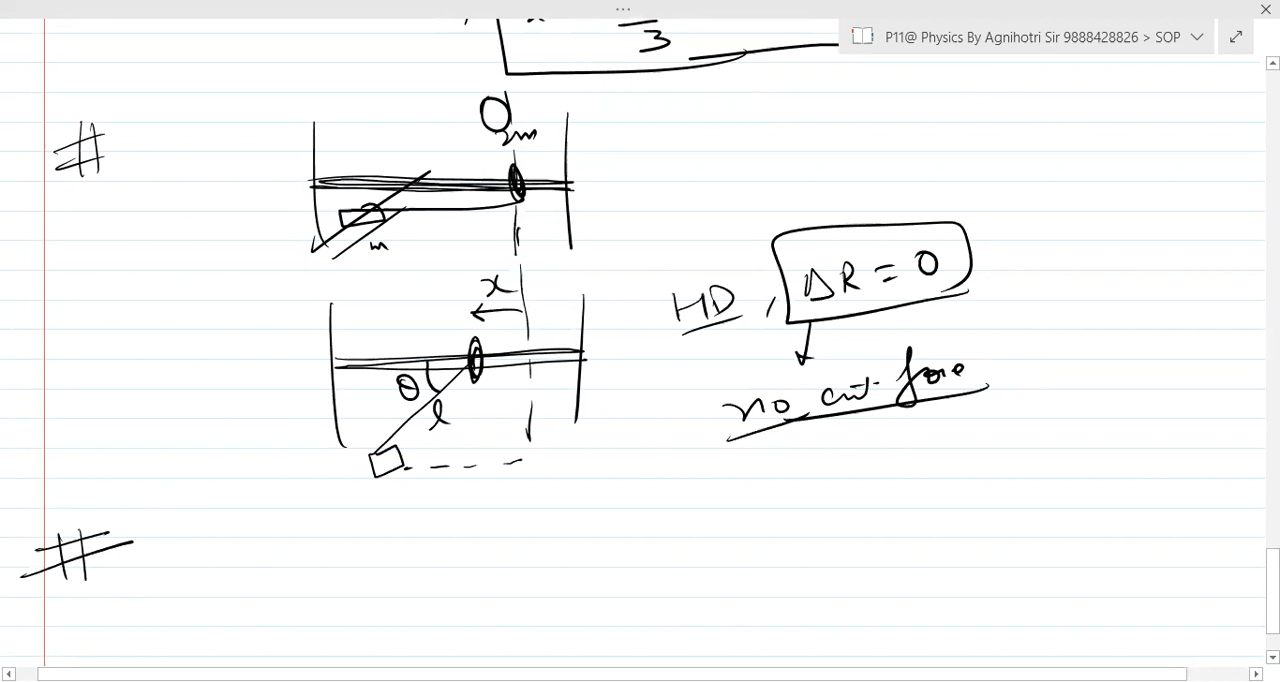 ...
P11@ Physics By Agnihotri Sir 9888428826 > SOP
3
#
2m
m
x
HD, ΔR = 0
θ
l
no ext. force
#